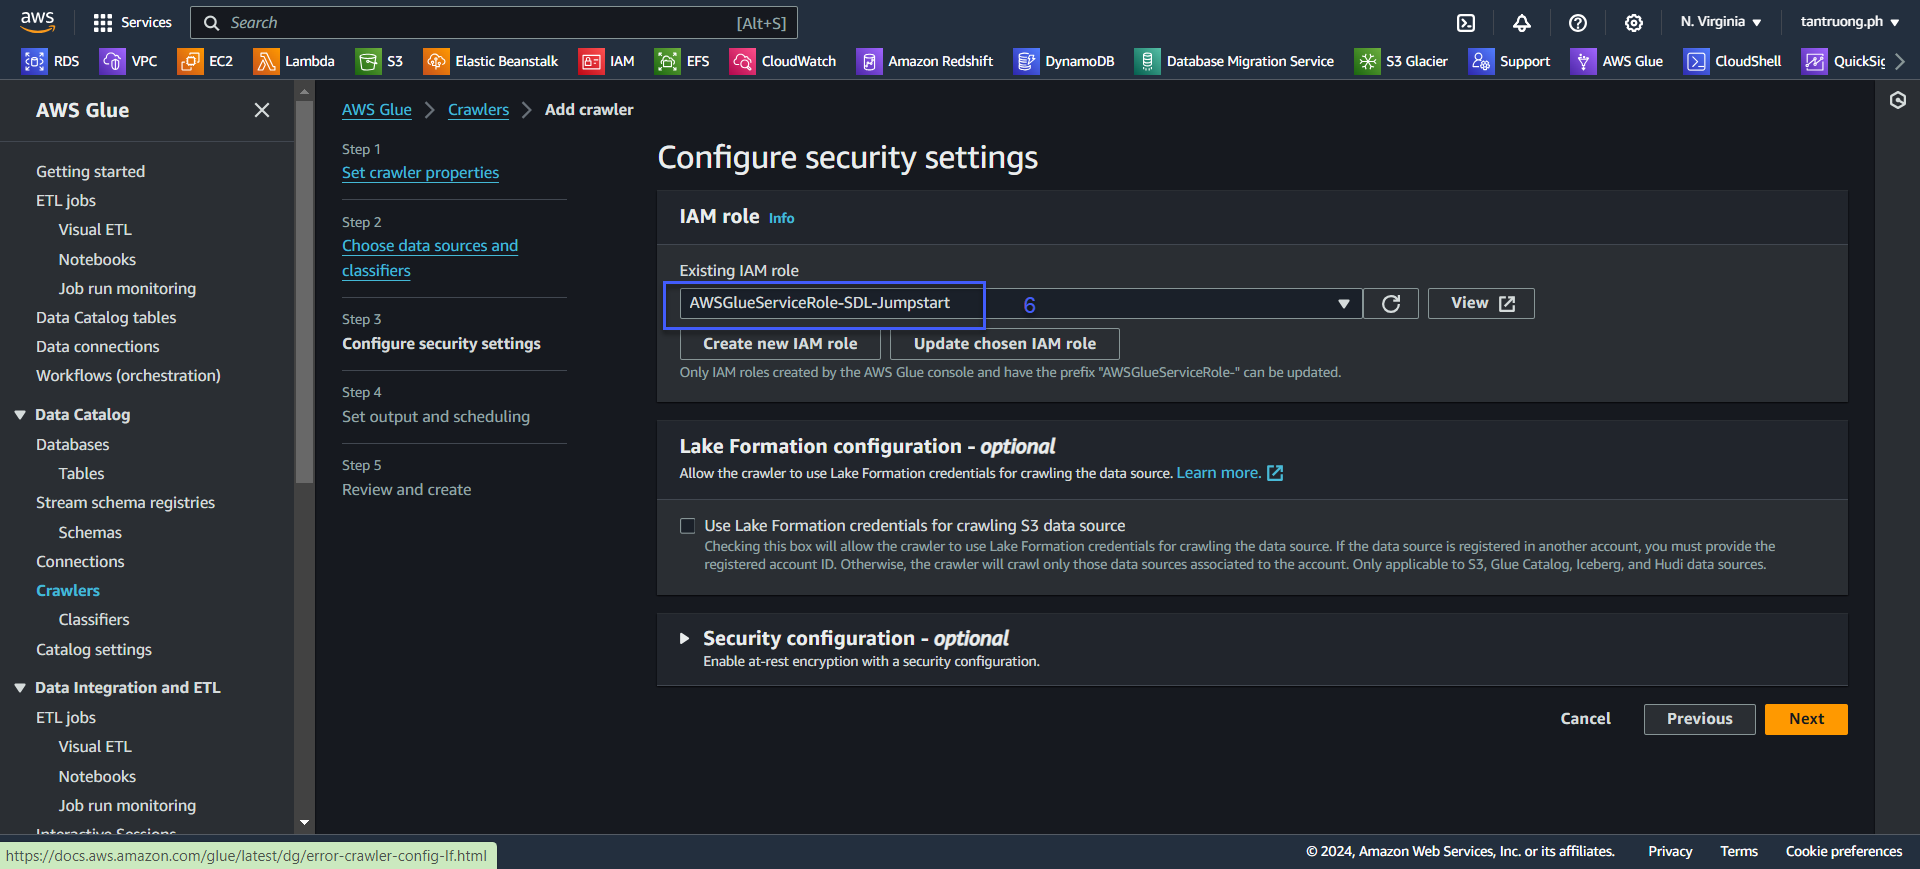 aws
Services
Search [Alt+S]
N. Virginia
tantruong.ph
RDS VPC EC2 Lambda S3 Elastic Beanstalk IAM EFS CloudWatch Amazon Redshift DynamoDB Database Migration Service S3 Glacier Support AWS Glue CloudShell QuickSig
AWS Glue
Getting started
ETL jobs
Visual ETL
Notebooks
Job run monitoring
Data Catalog tables
Data connections
Workflows (orchestration)
Data Catalog
Databases
Tables
Stream schema registries
Schemas
Connections
Crawlers
Classifiers
Catalog settings
Data Integration and ETL
ETL jobs
Visual ETL
Notebooks
Job run monitoring
Interactive Sessions
AWS Glue > Crawlers > Add crawler
Step 1
Set crawler properties
Step 2
Choose data sources and
classifiers
Step 3
Configure security settings
Step 4
Set output and scheduling
Step 5
Review and create
Configure security settings
IAM role Info
Existing IAM role
AWSGlueServiceRole-SDL-Jumpstart 6
View
Create new IAM role Update chosen IAM role
Only IAM roles created by the AWS Glue console and have the prefix "AWSGlueServiceRole-" can be updated.
Lake Formation configuration - optional
Allow the crawler to use Lake Formation credentials for crawling the data source. Learn more.
Use Lake Formation credentials for crawling S3 data source
Checking this box will allow the crawler to use Lake Formation credentials for crawling the data source. If the data source is registered in another account, you must provide the
registered account ID. Otherwise, the crawler will crawl only those data sources associated to the account. Only applicable to S3, Glue Catalog, Iceberg, and Hudi data sources.
Security configuration - optional
Enable at-rest encryption with a security configuration.
Cancel Previous Next
https://docs.aws.amazon.com/glue/latest/dg/error-crawler-config-lf.html
© 2024, Amazon Web Services, Inc. or its affiliates. Privacy Terms Cookie preferences